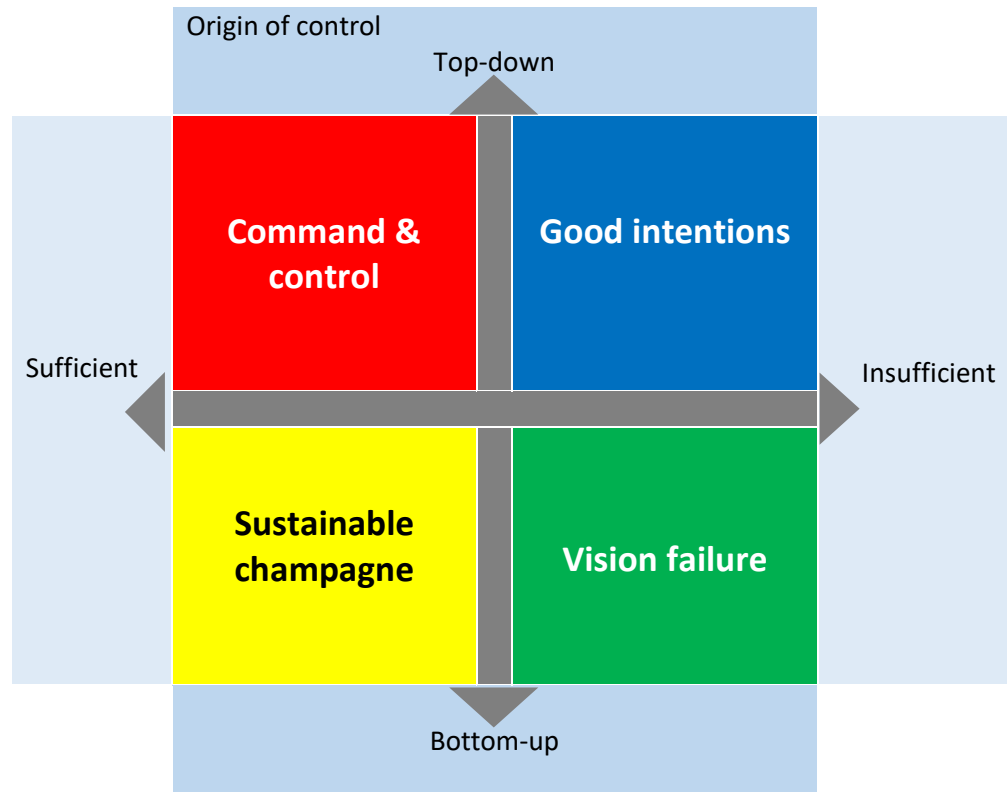 Origin of control
Top-down
Command &
control
Good intentions
Sufficient
Insufficient
Sustainable
champagne
Vision failure
Bottom-up